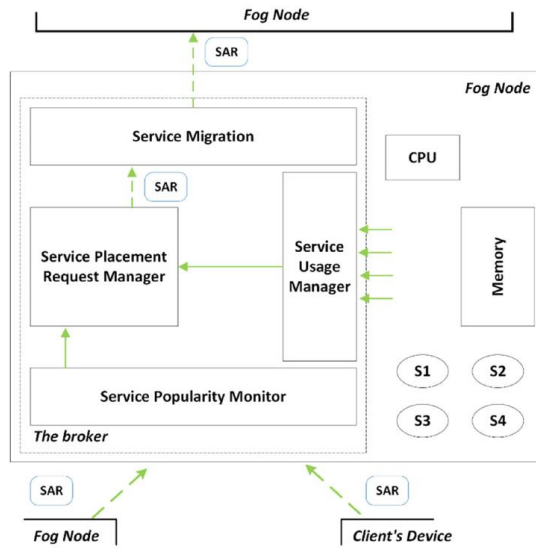 Fog Node
SAR
Fog Node
Service Migration
CPU
SAR
Service Placement
Request Manager
Service
Usage
Manager
Memory
S1
S2
Service Popularity Monitor
S3
S4
The broker
SAR
SAR
Fog Node
Client's Device